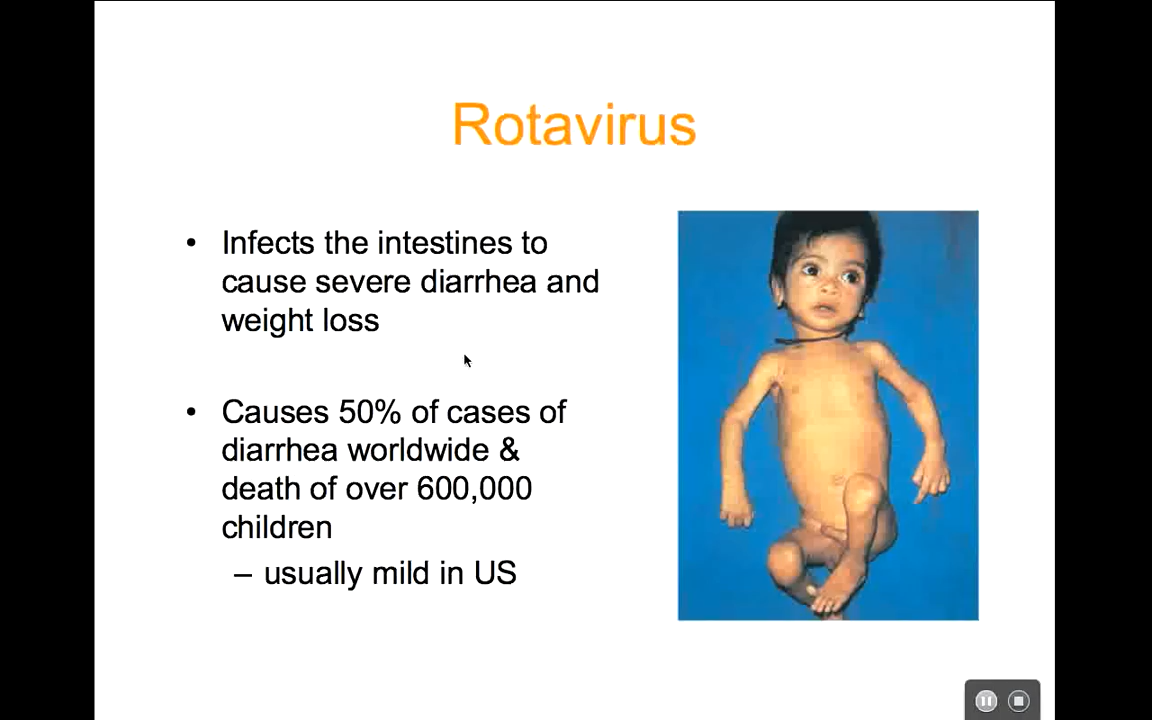 Rotavirus
• Infects the intestines to
cause severe diarrhea and
weight loss
• Causes 50% of cases of
diarrhea worldwide &
death of over 600,000
children
– usually mild in US